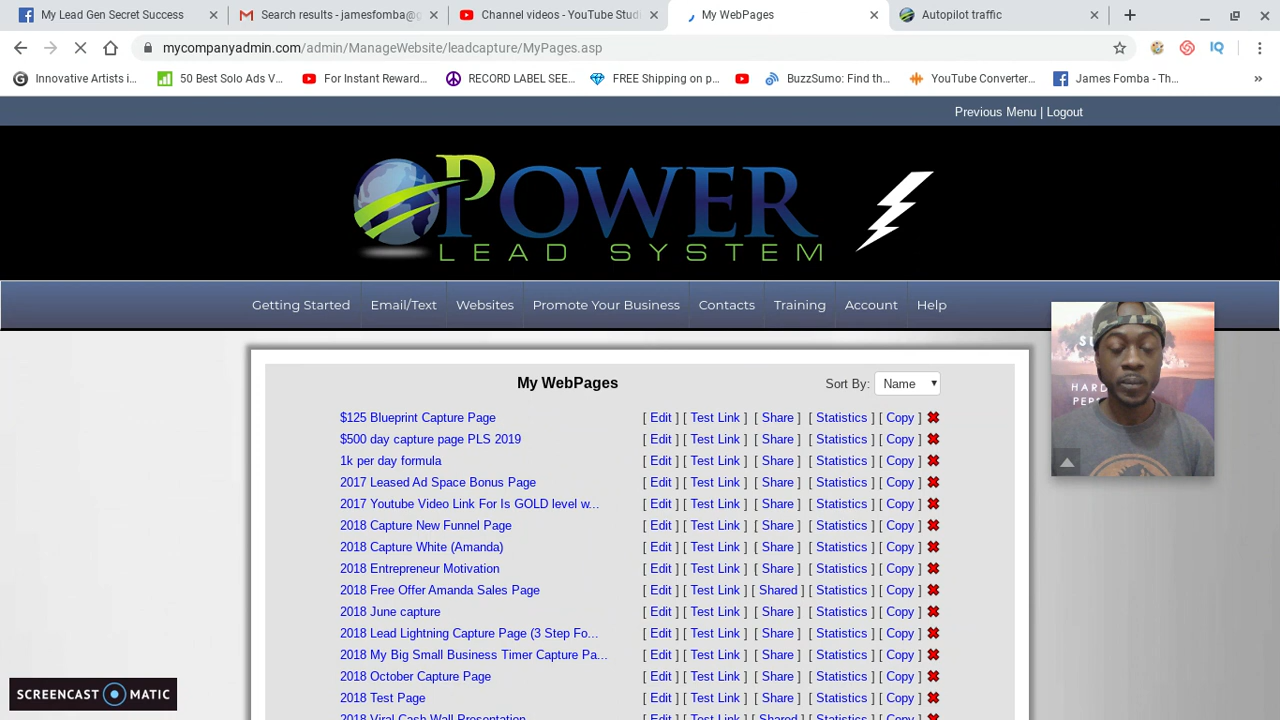 My Lead Gen Secret Success
Search results - jamesfomba@g
Channel videos - YouTube Studi
My WebPages
Autopilot traffic
mycompanyadmin.com/admin/ManageWebsite/leadcapture/MyPages.asp
Innovative Artists i...
50 Best Solo Ads V...
For Instant Reward...
RECORD LABEL SEE...
FREE Shipping on p...
BuzzSumo: Find th...
YouTube Converter...
James Fomba - Th...
»
Previous Menu | Logout
POWER
LEAD SYSTEM
Getting Started Email/Text Websites Promote Your Business Contacts Training Account Help
My WebPages
Sort By: Name
$125 Blueprint Capture Page [ Edit ] [ Test Link ] [ Share ] [ Statistics ] [ Copy ]
$500 day capture page PLS 2019 [ Edit ] [ Test Link ] [ Share ] [ Statistics ] [ Copy ]
1k per day formula [ Edit ] [ Test Link ] [ Share ] [ Statistics ] [ Copy ]
2017 Leased Ad Space Bonus Page [ Edit ] [ Test Link ] [ Share ] [ Statistics ] [ Copy ]
2017 Youtube Video Link For Is GOLD level w... [ Edit ] [ Test Link ] [ Share ] [ Statistics ] [ Copy ]
2018 Capture New Funnel Page [ Edit ] [ Test Link ] [ Share ] [ Statistics ] [ Copy ]
2018 Capture White (Amanda) [ Edit ] [ Test Link ] [ Share ] [ Statistics ] [ Copy ]
2018 Entrepreneur Motivation [ Edit ] [ Test Link ] [ Share ] [ Statistics ] [ Copy ]
2018 Free Offer Amanda Sales Page [ Edit ] [ Test Link ] [ Shared ] [ Statistics ] [ Copy ]
2018 June capture [ Edit ] [ Test Link ] [ Share ] [ Statistics ] [ Copy ]
2018 Lead Lightning Capture Page (3 Step Fo... [ Edit ] [ Test Link ] [ Share ] [ Statistics ] [ Copy ]
2018 My Big Small Business Timer Capture Pa... [ Edit ] [ Test Link ] [ Share ] [ Statistics ] [ Copy ]
2018 October Capture Page [ Edit ] [ Test Link ] [ Share ] [ Statistics ] [ Copy ]
2018 Test Page [ Edit ] [ Test Link ] [ Share ] [ Statistics ] [ Copy ]
2018 Viral Cash Wall Presentation [ Edit ] [ Test Link ] [ Shared ] [ Statistics ] [ Copy ]
SCREENCAST MATIC